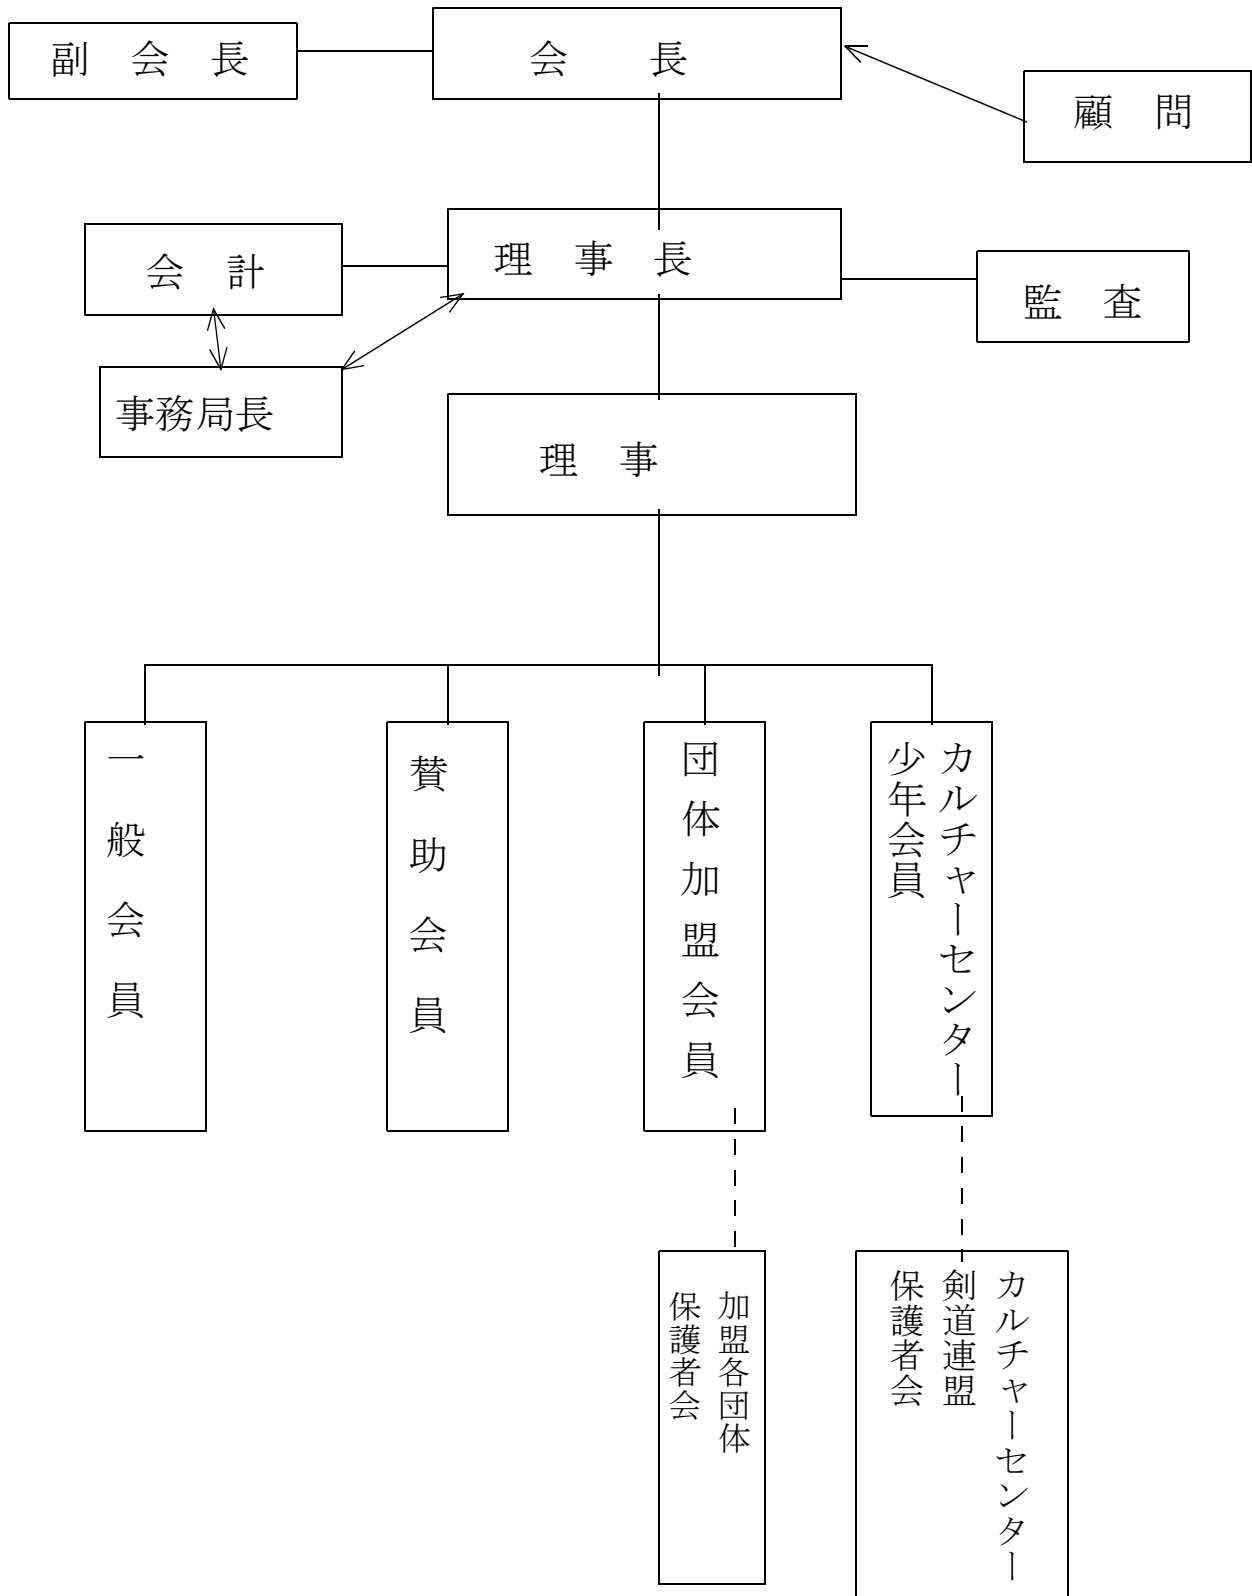 副　会　長
会　　長
顧　問
会　計
理　事　長
監　査
事務局長
理　事
一般会員
賛助会員
団体加盟会員
カルチャーセンター
少年会員
加盟各団体
保護者会
カルチャーセンター
剣道連盟
保護者会